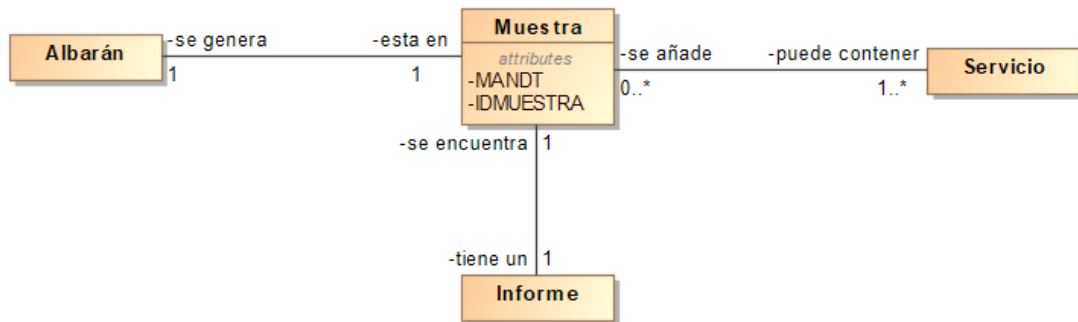 Albarán
-se genera
1
-esta en
1
Muestra
attributes
-MANDT
-IDMUESTRA
-se añade
0..*
-puede contener
1..*
Servicio
-se encuentra
1
-tiene un
1
Informe